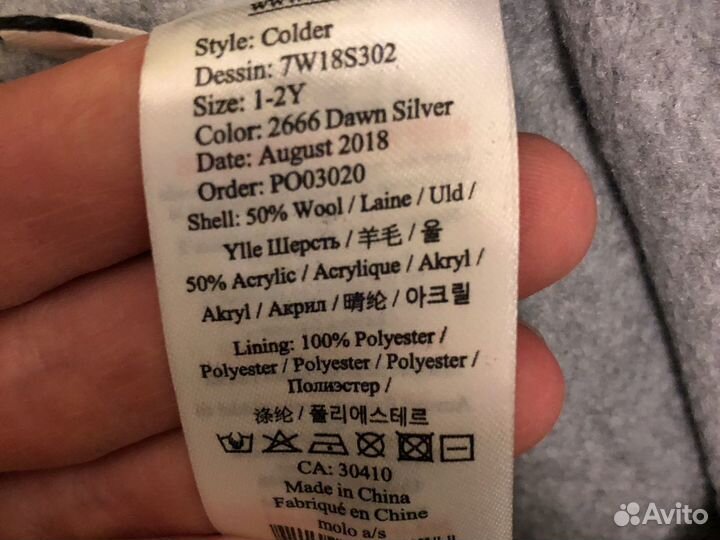 Style: Colder
Dessin: 7W18S302
Size: 1-2Y
Color: 2666 Dawn Silver
Date: August 2018
Order: PO03020
Shell: 50% Wool / Laine / Uld /
Ylle Шерсть / 羊毛 / 울
50% Acrylic / Acrylique / Akryl /
Akryl / Акрил / 晴纶 / 아크릴
Lining: 100% Polyester /
Polyester / Polyester / Polyester /
Полиэстер /
涤纶 / 폴리에스테르
CA: 30410
Made in China
Fabriqué en Chine
molo a/s
Avito